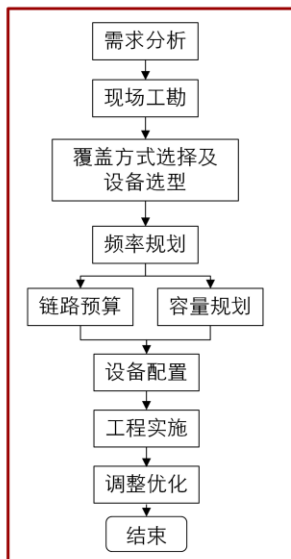 需求分析
现场工勘
覆盖方式选择及
设备选型
频率规划
链路预算
容量规划
设备配置
工程实施
调整优化
结束